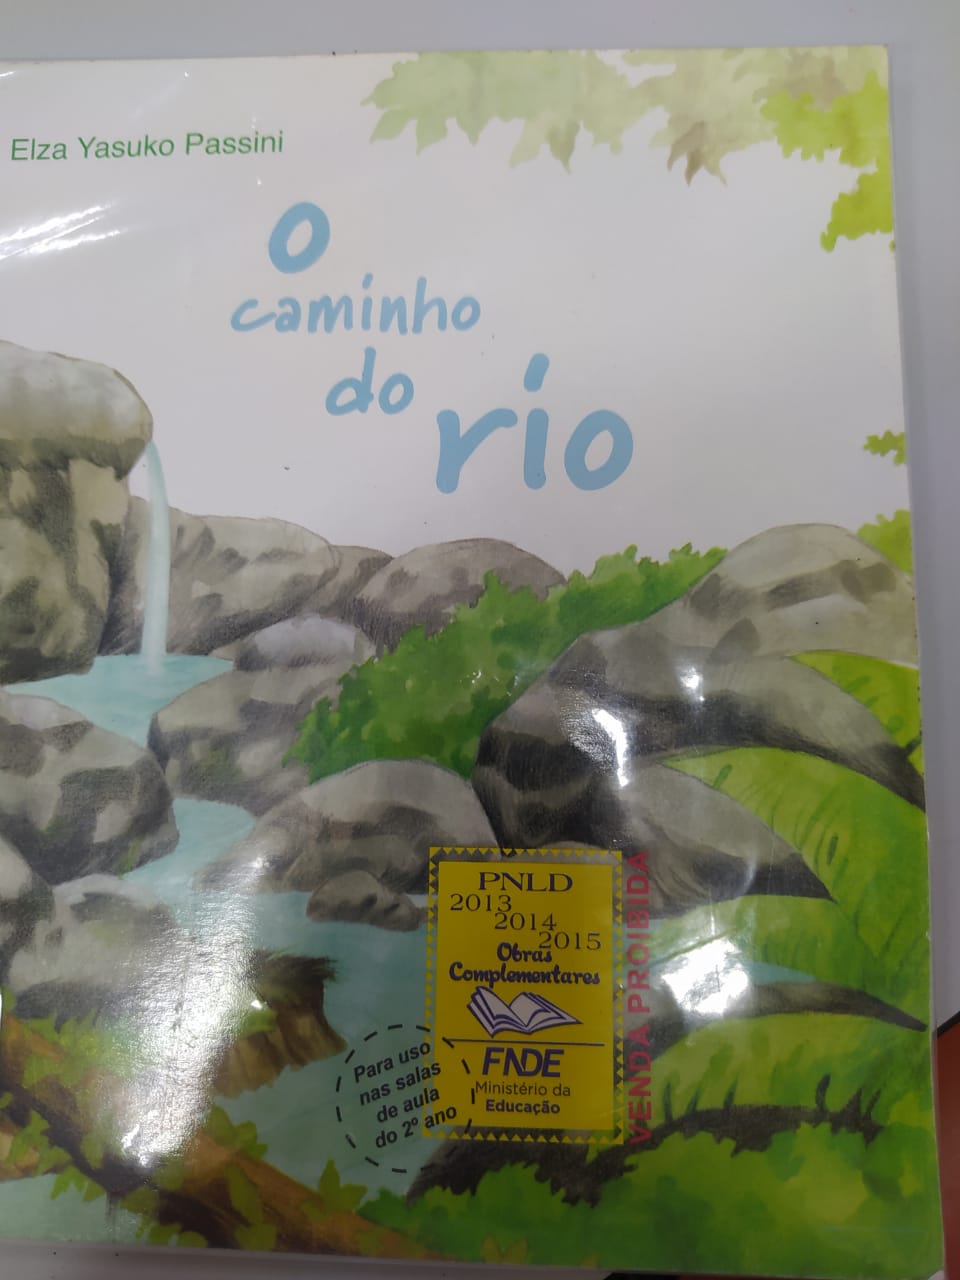 Elza Yasuko Passini
O
caminho
do
rio
PNLD
2013
2014
2015
Obras
Complementares
FNDE
Ministério da
Educação
VENDA PROIBIDA
Para uso
nas salas
de aula
do 2º ano